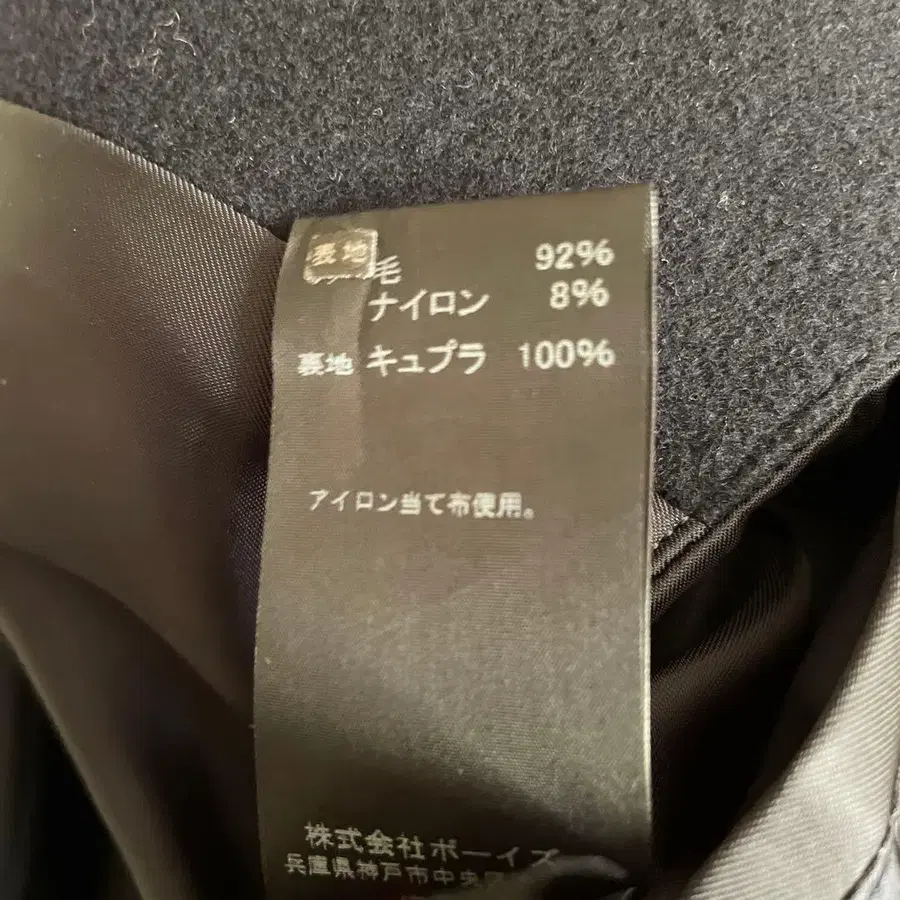 表地
毛 92%
ナイロン 8%
裏地 キュプラ 100%
アイロン当て布使用。
株式会社ボーイズ
兵庫県神戸市中央区